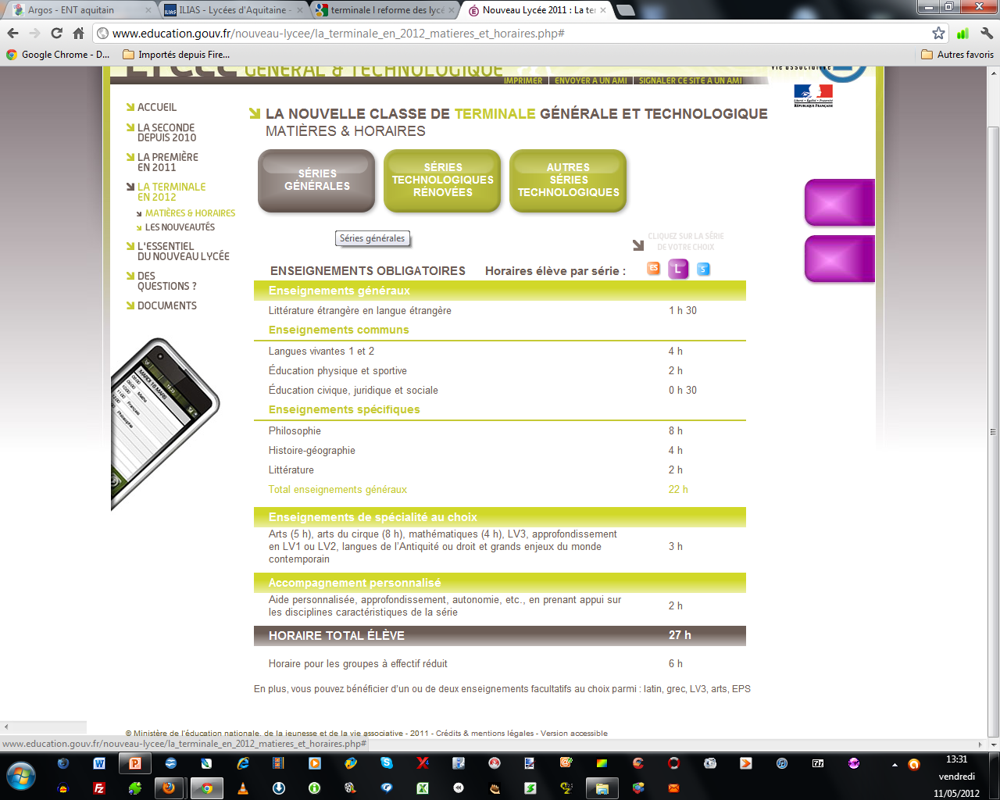 Argos - ENT aquitain
ILIAS - Lycées d'Aquitaine -
terminale l reforme des lycé
Nouveau Lycée 2011 : La te
www.education.gouv.fr/nouveau-lycee/la_terminale_en_2012_matieres_et_horaires.php#
Google Chrome - D...
Importés depuis Fire...
Autres favoris
LYCÉE GÉNÉRAL & TECHNOLOGIQUE
IMPRIMER
ENVOYER A UN AMI
SIGNALER CE SITE A UN AMI
vie associative
Liberté • Égalité • Fraternité
RÉPUBLIQUE FRANÇAISE
ACCUEIL
LA SECONDE
DEPUIS 2010
LA PREMIÈRE
EN 2011
LA TERMINALE
EN 2012
MATIÈRES & HORAIRES
LES NOUVEAUTÉS
L'ESSENTIEL
DU NOUVEAU LYCÉE
DES
QUESTIONS ?
DOCUMENTS
MARDI 16 MARS
LA NOUVELLE CLASSE DE TERMINALE GÉNÉRALE ET TECHNOLOGIQUE
MATIÈRES & HORAIRES
SÉRIES
GÉNÉRALES
SÉRIES
TECHNOLOGIQUES
RÉNOVÉES
AUTRES
SÉRIES
TECHNOLOGIQUES
Séries générales
CLIQUEZ SUR LA SÉRIE
DE VOTRE CHOIX
ENSEIGNEMENTS OBLIGATOIRES Horaires élève par série : ES L S
Enseignements généraux
Littérature étrangère en langue étrangère 1 h 30
Enseignements communs
Langues vivantes 1 et 2 4 h
Éducation physique et sportive 2 h
Éducation civique, juridique et sociale 0 h 30
Enseignements spécifiques
Philosophie 8 h
Histoire-géographie 4 h
Littérature 2 h
Total enseignements généraux 22 h
Enseignements de spécialité au choix
Arts (5 h), arts du cirque (8 h), mathématiques (4 h), LV3, approfondissement
en LV1 ou LV2, langues de l'Antiquité ou droit et grands enjeux du monde
contemporain
3 h
Accompagnement personnalisé
Aide personnalisée, approfondissement, autonomie, etc., en prenant appui sur
les disciplines caractéristiques de la série
2 h
HORAIRE TOTAL ÉLÈVE 27 h
Horaire pour les groupes à effectif réduit 6 h
En plus, vous pouvez bénéficier d'un ou de deux enseignements facultatifs au choix parmi : latin, grec, LV3, arts, EPS
© Ministère de l'éducation nationale, de la jeunesse et de la vie associative - 2011 - Crédits & mentions légales - Version accessible
www.education.gouv.fr/nouveau-lycee/la_terminale_en_2012_matieres_et_horaires.php#
13:31
vendredi
11/05/2012